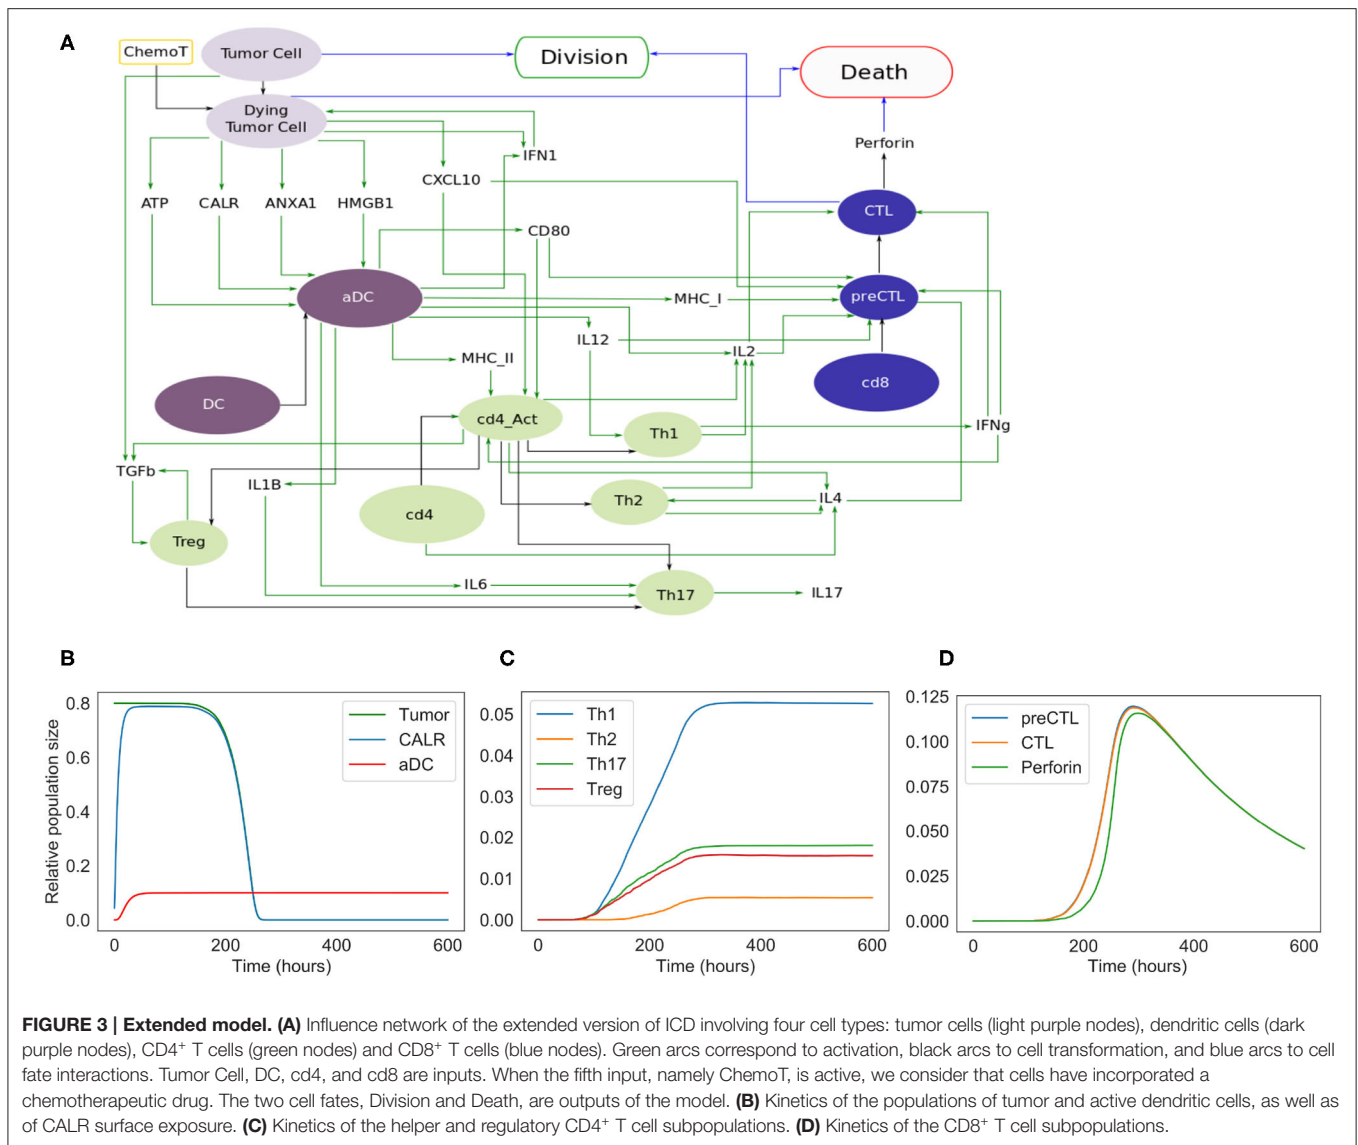 A
ChemoT
Tumor Cell
Division
Death
Dying
Tumor Cell
Perforin
IFN1
CXCL10
ATP
CALR
ANXA1
HMGB1
CTL
CD80
aDC
MHC_I
preCTL
IL12
IL2
MHC_II
cd8
DC
cd4_Act
Th1
IFNg
TGFb
IL1B
Th2
IL4
cd4
Treg
IL6
Th17
IL17
B
Relative population size
0.8
0.6
0.4
0.2
0.0
Tumor
CALR
aDC
0
200
400
600
Time (hours)
C
0.05
0.04
0.03
0.02
0.01
0.00
Th1
Th2
Th17
Treg
0
200
400
600
Time (hours)
D
0.125
0.100
0.075
0.050
0.025
0.000
preCTL
CTL
Perforin
0
200
400
600
Time (hours)
FIGURE 3 | Extended model. (A) Influence network of the extended version of ICD involving four cell types: tumor cells (light purple nodes), dendritic cells (dark
purple nodes), CD4⁺ T cells (green nodes) and CD8⁺ T cells (blue nodes). Green arcs correspond to activation, black arcs to cell transformation, and blue arcs to cell
fate interactions. Tumor Cell, DC, cd4, and cd8 are inputs. When the fifth input, namely ChemoT, is active, we consider that cells have incorporated a
chemotherapeutic drug. The two cell fates, Division and Death, are outputs of the model. (B) Kinetics of the populations of tumor and active dendritic cells, as well as
of CALR surface exposure. (C) Kinetics of the helper and regulatory CD4⁺ T cell subpopulations. (D) Kinetics of the CD8⁺ T cell subpopulations.